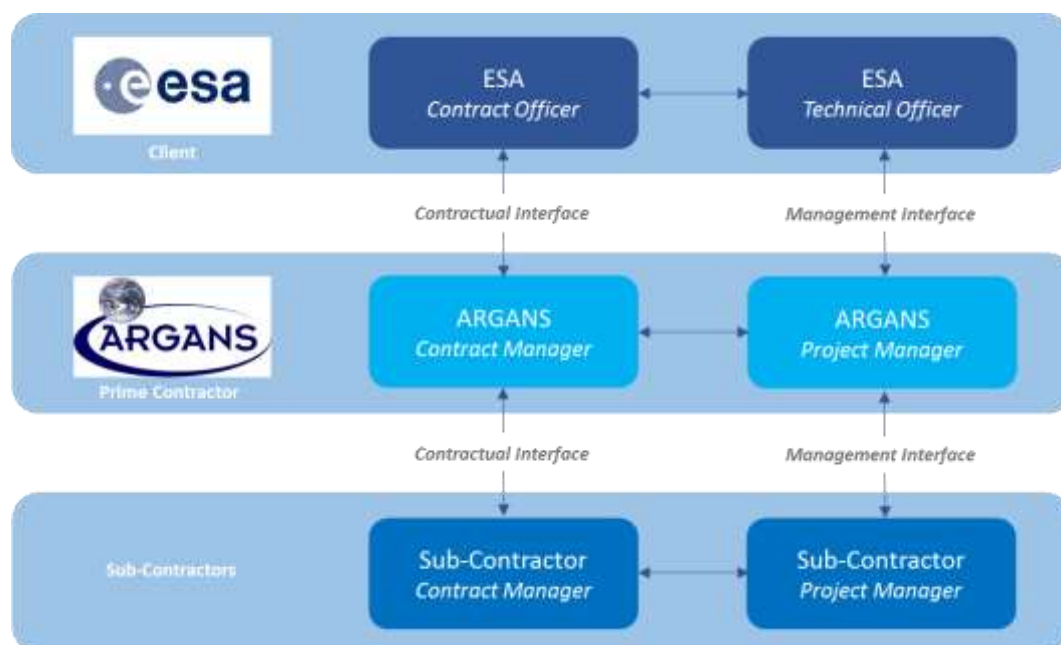 esa
Client
ESA
Contract Officer
ESA
Technical Officer
Contractual Interface
Management Interface
ARGANS
Prime Contractor
ARGANS
Contract Manager
ARGANS
Project Manager
Contractual Interface
Management Interface
Sub-Contractors
Sub-Contractor
Contract Manager
Sub-Contractor
Project Manager